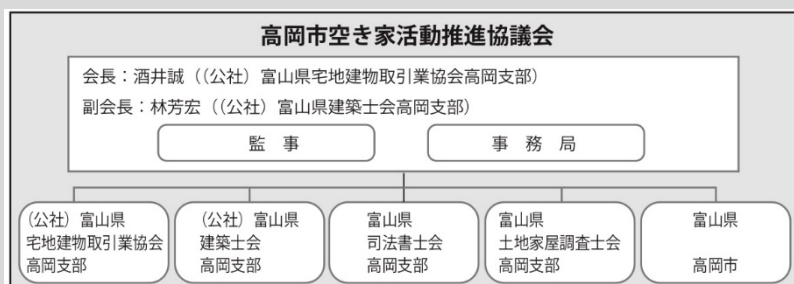 高岡市空き家活動推進協議会
会長：酒井誠（（公社）富山県宅地建物取引業協会高岡支部）
副会長：林芳宏（（公社）富山県建築士会高岡支部）
監　事
事　務　局
（公社）富山県
宅地建物取引業協会
高岡支部
（公社）富山県
建築士会
高岡支部
富山県
司法書士会
高岡支部
富山県
土地家屋調査士会
高岡支部
富山県
高岡市